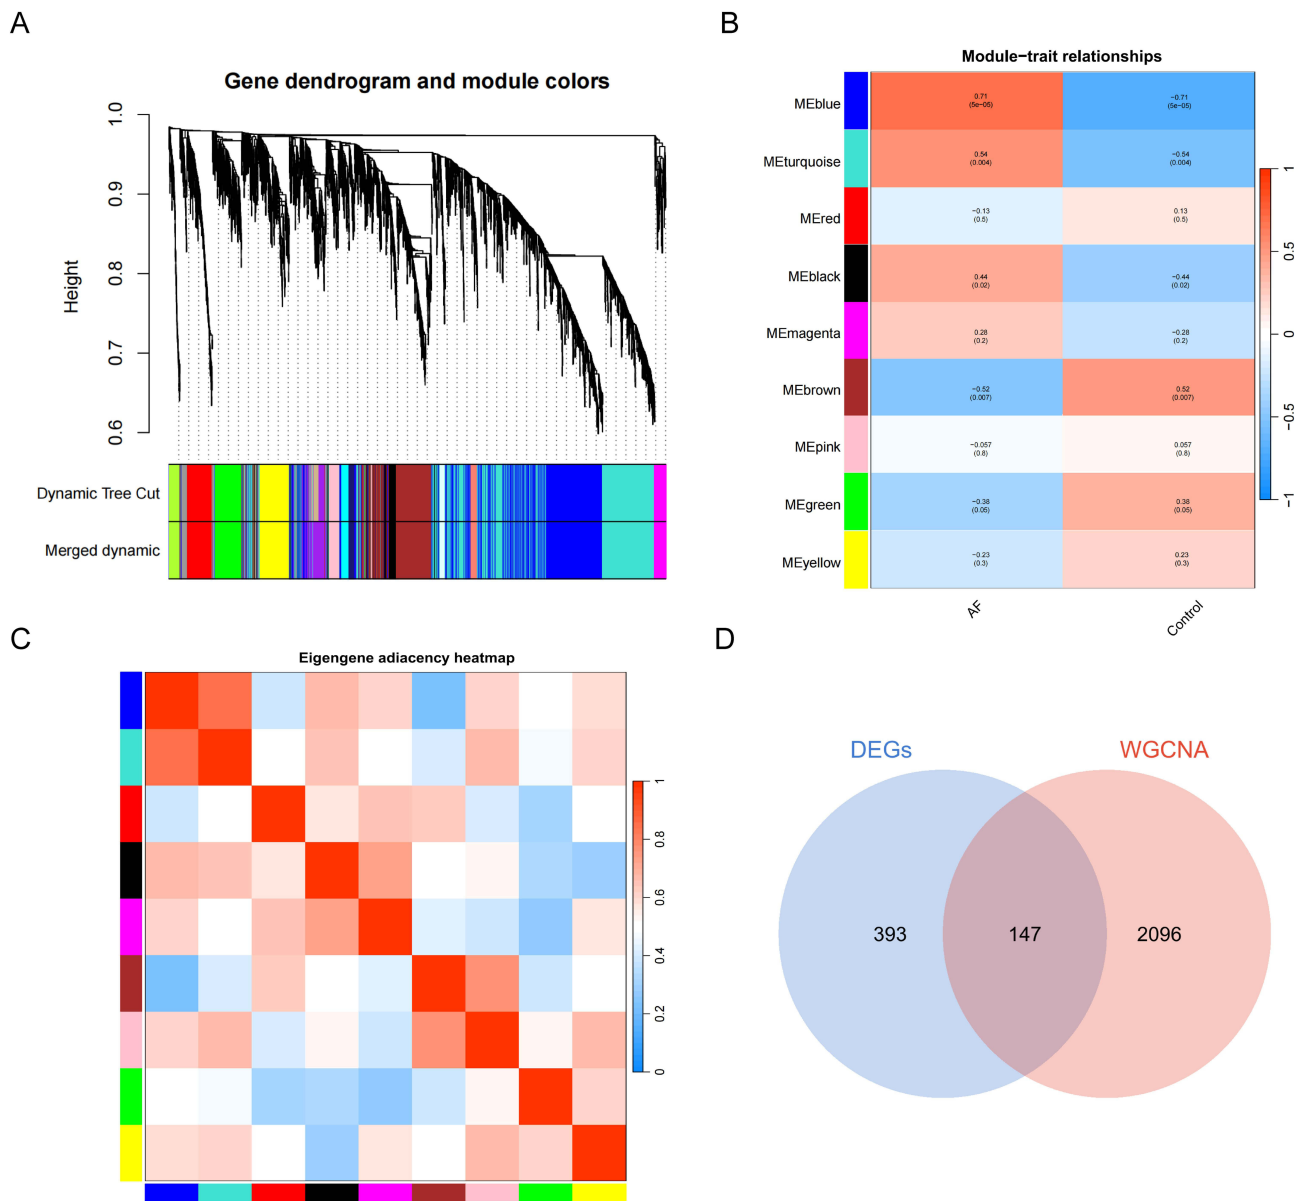 A
Gene dendrogram and module colors
Height
1.0
0.9
0.8
0.7
0.6
Dynamic Tree Cut
Merged dynamic
B
Module−trait relationships
MEblue
0.71
(5e−05)
−0.71
(5e−05)
MEturquoise
0.54
(0.004)
−0.54
(0.004)
MEred
−0.13
(0.5)
0.13
(0.5)
MEblack
0.44
(0.02)
−0.44
(0.02)
MEmagenta
0.28
(0.2)
−0.28
(0.2)
MEbrown
−0.52
(0.007)
0.52
(0.007)
MEpink
−0.057
(0.8)
0.057
(0.8)
MEgreen
−0.38
(0.05)
0.38
(0.05)
MEyellow
−0.23
(0.3)
0.23
(0.3)
AF
Control
1
0.5
0
−0.5
−1
C
Eigengene adiacency heatmap
1
0.8
0.6
0.4
0.2
0
D
DEGs
WGCNA
393
147
2096